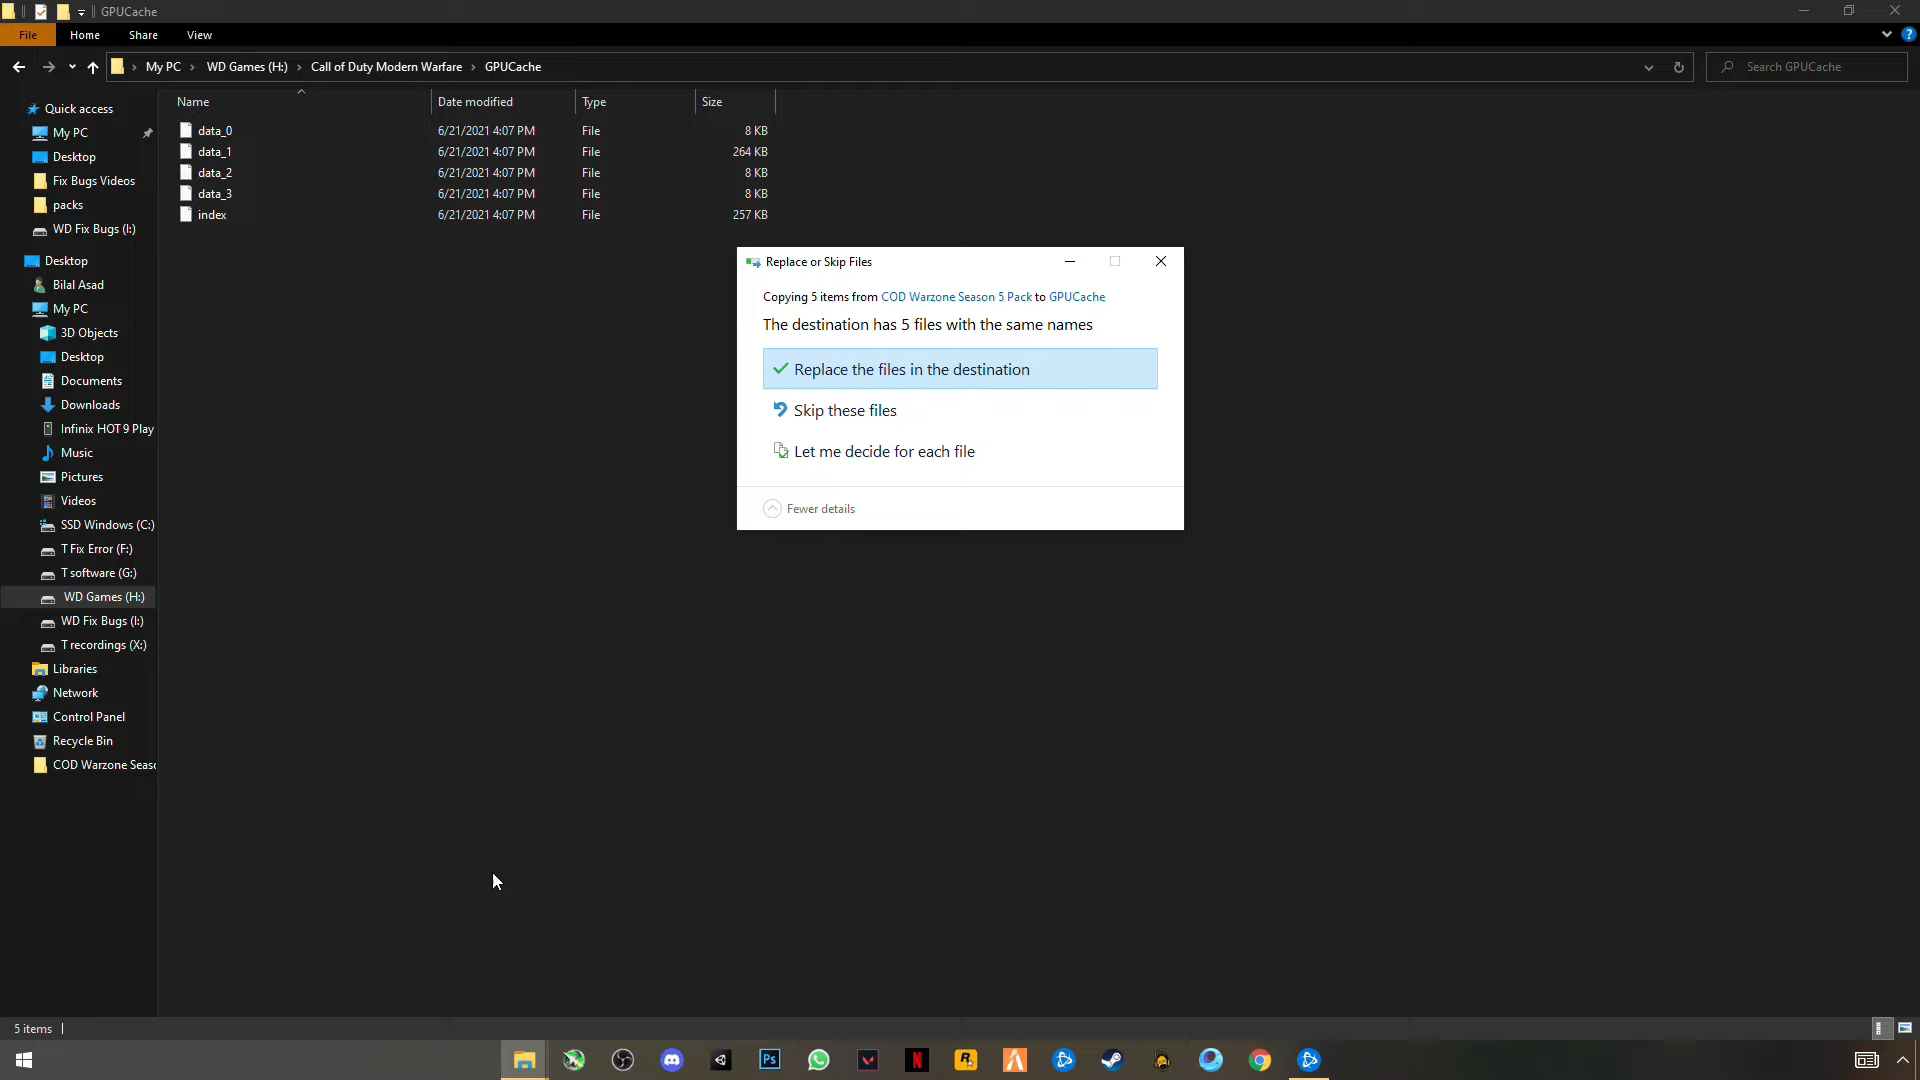 GPUCache
File
Home
Share
View
My PC
WD Games (H:)
Call of Duty Modern Warfare
GPUCache
Search GPUCache
Quick access
My PC
Desktop
Fix Bugs Videos
packs
WD Fix Bugs (I:)
Desktop
Bilal Asad
My PC
3D Objects
Desktop
Documents
Downloads
Infinix HOT 9 Play
Music
Pictures
Videos
SSD Windows (C:)
T Fix Error (F:)
T software (G:)
WD Games (H:)
WD Fix Bugs (I:)
T recordings (X:)
Libraries
Network
Control Panel
Recycle Bin
COD Warzone Seaso
Name Date modified Type Size
data_0 6/21/2021 4:07 PM File 8 KB
data_1 6/21/2021 4:07 PM File 264 KB
data_2 6/21/2021 4:07 PM File 8 KB
data_3 6/21/2021 4:07 PM File 8 KB
index 6/21/2021 4:07 PM File 257 KB
Replace or Skip Files
Copying 5 items from COD Warzone Season 5 Pack to GPUCache
The destination has 5 files with the same names
Replace the files in the destination
Skip these files
Let me decide for each file
Fewer details
5 items
Ps
N
R